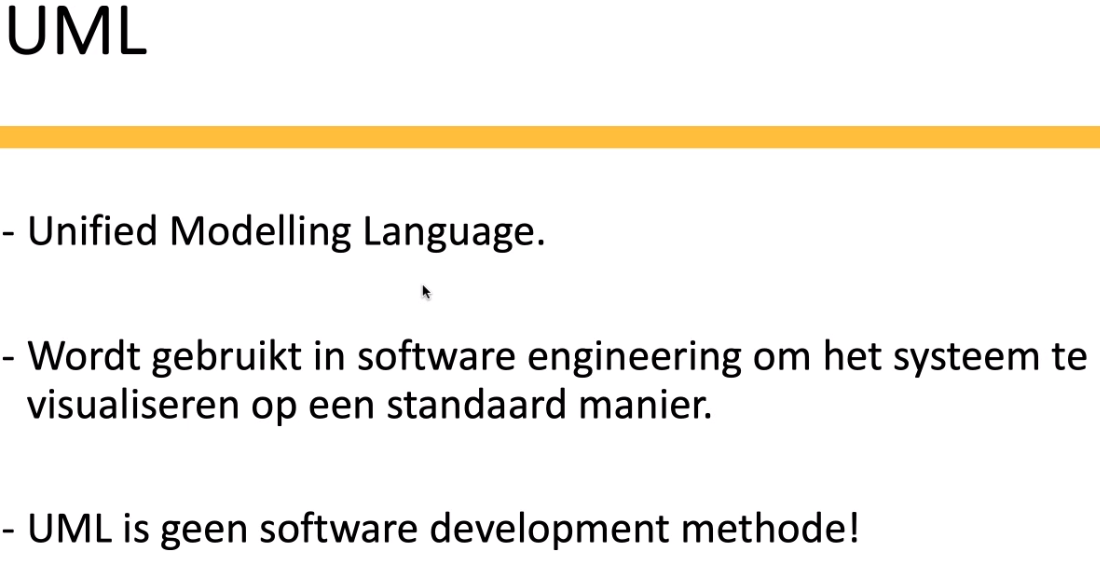 UML
- Unified Modelling Language.
- Wordt gebruikt in software engineering om het systeem te
visualiseren op een standaard manier.
- UML is geen software development methode!